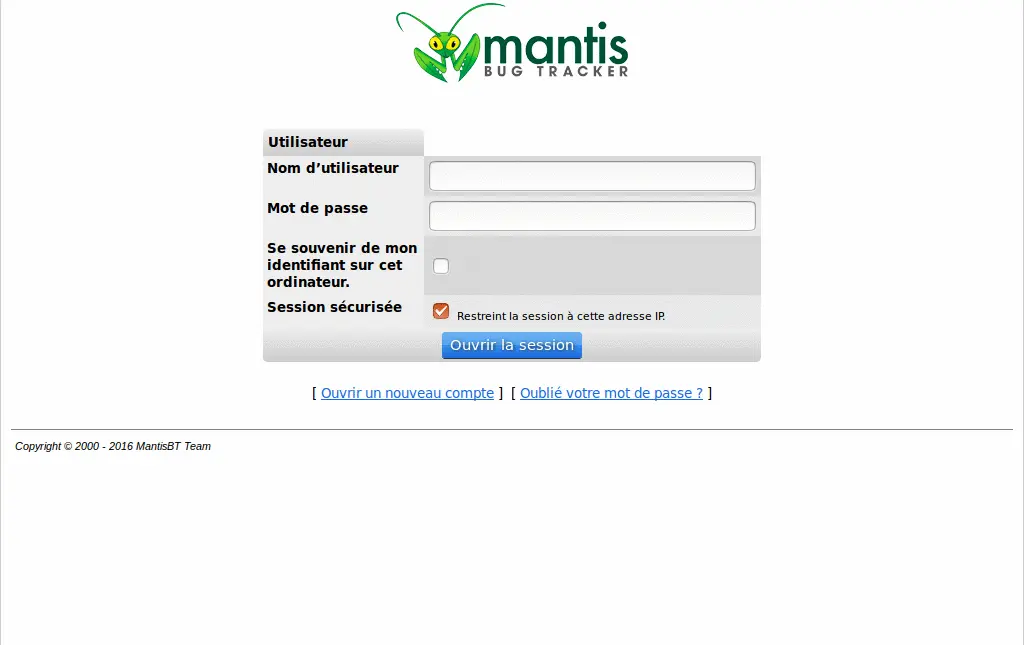 mantis
BUG TRACKER
Utilisateur
Nom d’utilisateur
Mot de passe
Se souvenir de mon
identifiant sur cet
ordinateur.
Session sécurisée
Restreint la session à cette adresse IP.
Ouvrir la session
[ Ouvrir un nouveau compte ] [ Oublié votre mot de passe ? ]
Copyright © 2000 - 2016 MantisBT Team